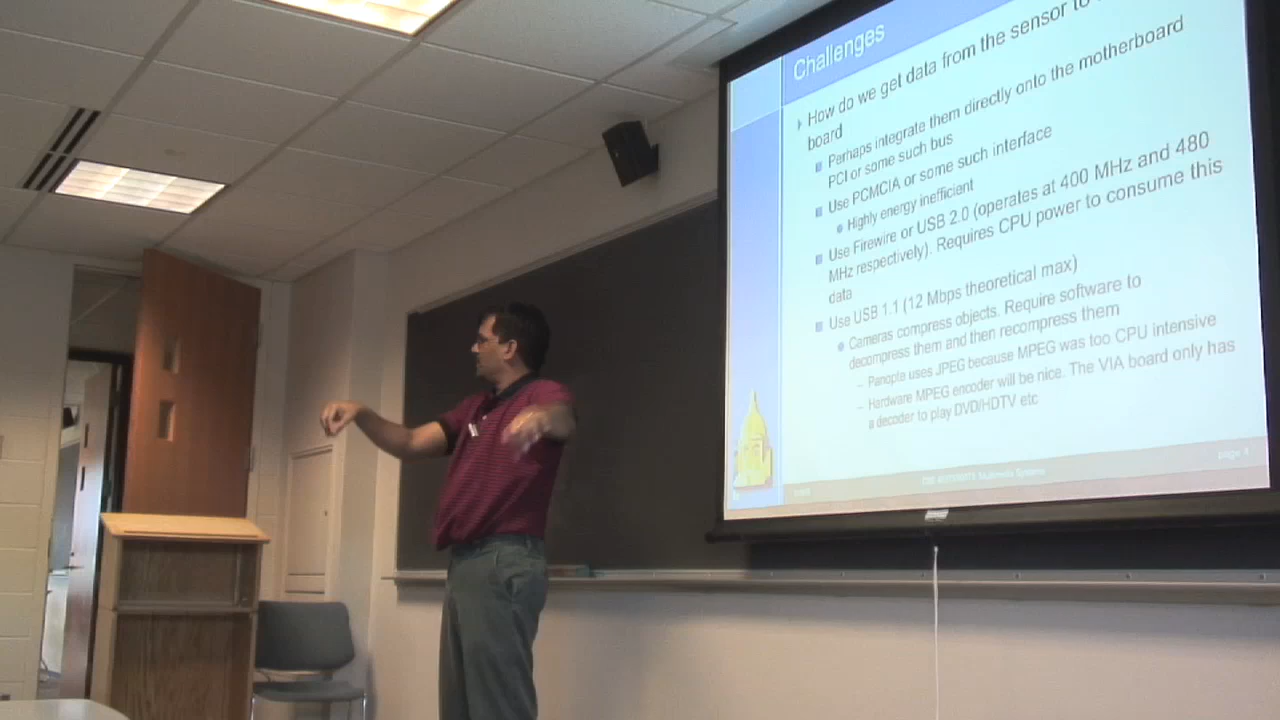 Challenges
How do we get data from the sensor to
board
Perhaps integrate them directly onto the motherboard
PCI or some such bus
Use PCMCIA or some such interface
Highly energy inefficient
Use Firewire or USB 2.0 (operates at 400 MHz and 480
MHz respectively). Requires CPU power to consume this
data
Use USB 1.1 (12 Mbps theoretical max)
Cameras compress objects. Require software to
decompress them and then recompress them
– Panopte uses JPEG because MPEG was too CPU intensive
– Hardware MPEG encoder will be nice. The VIA board only has
a decoder to play DVD/HDTV etc
Multimedia Systems
page 4